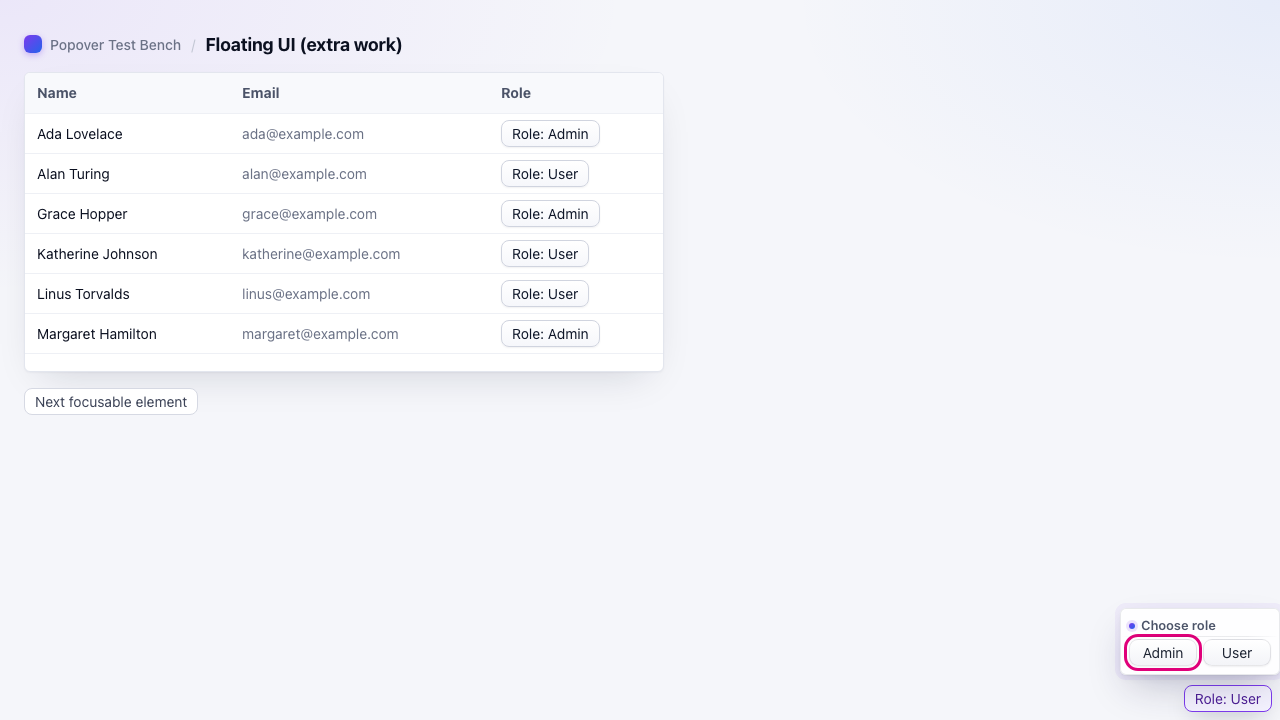 Popover Test Bench / Floating UI (extra work)
Name Email Role
Ada Lovelace ada@example.com Role: Admin
Alan Turing alan@example.com Role: User
Grace Hopper grace@example.com Role: Admin
Katherine Johnson katherine@example.com Role: User
Linus Torvalds linus@example.com Role: User
Margaret Hamilton margaret@example.com Role: Admin
Next focusable element
Choose role
Admin User
Role: User